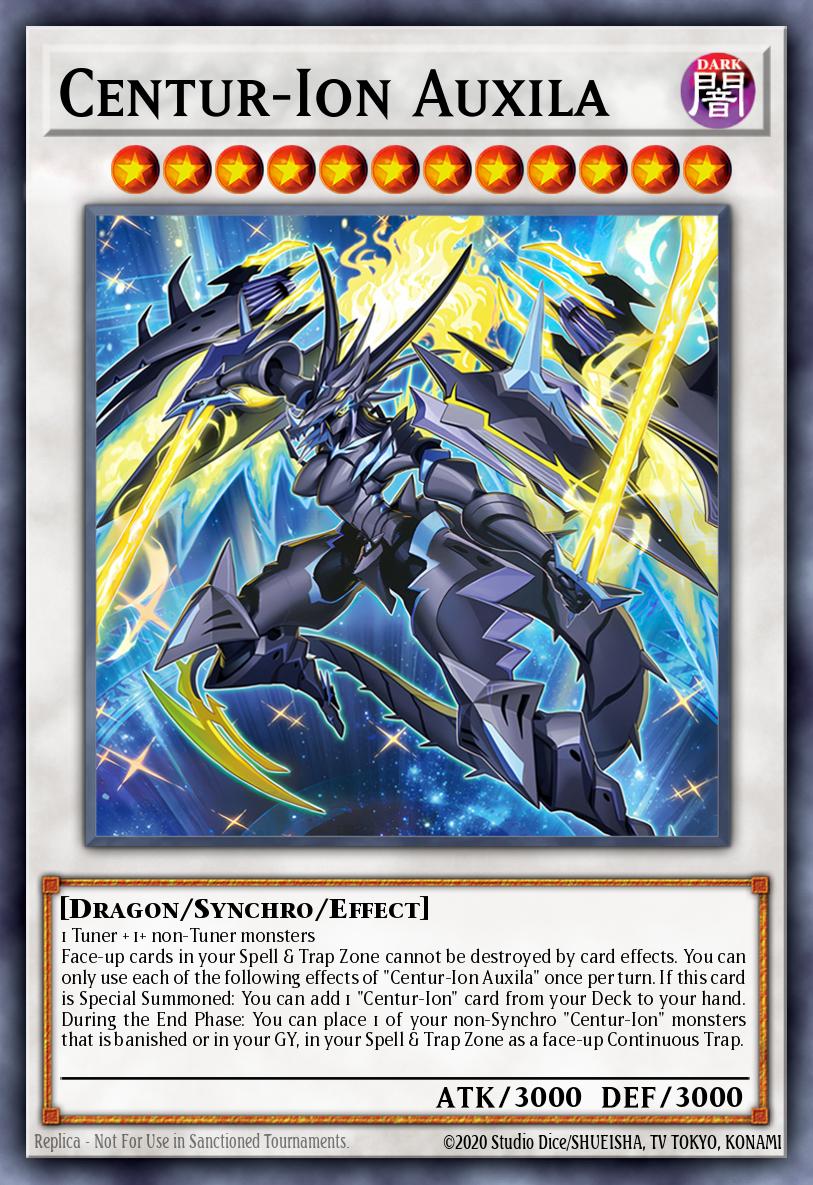 Centur-Ion Auxila
DARK
闇
[Dragon/Synchro/Effect]
1 Tuner + 1+ non-Tuner monsters
Face-up cards in your Spell & Trap Zone cannot be destroyed by card effects. You can
only use each of the following effects of "Centur-Ion Auxila" once per turn. If this card
is Special Summoned: You can add 1 "Centur-Ion" card from your Deck to your hand.
During the End Phase: You can place 1 of your non-Synchro "Centur-Ion" monsters
that is banished or in your GY, in your Spell & Trap Zone as a face-up Continuous Trap.
ATK/3000 DEF/3000
Replica - Not For Use in Sanctioned Tournaments.
©2020 Studio Dice/SHUEISHA, TV TOKYO, KONAMI